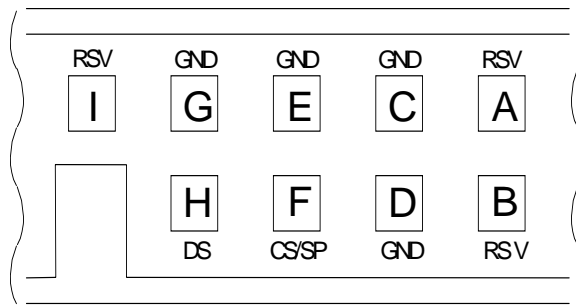 RSV GND GND GND RSV
I G E C A
H F D B
DS CS/SP GND RSV